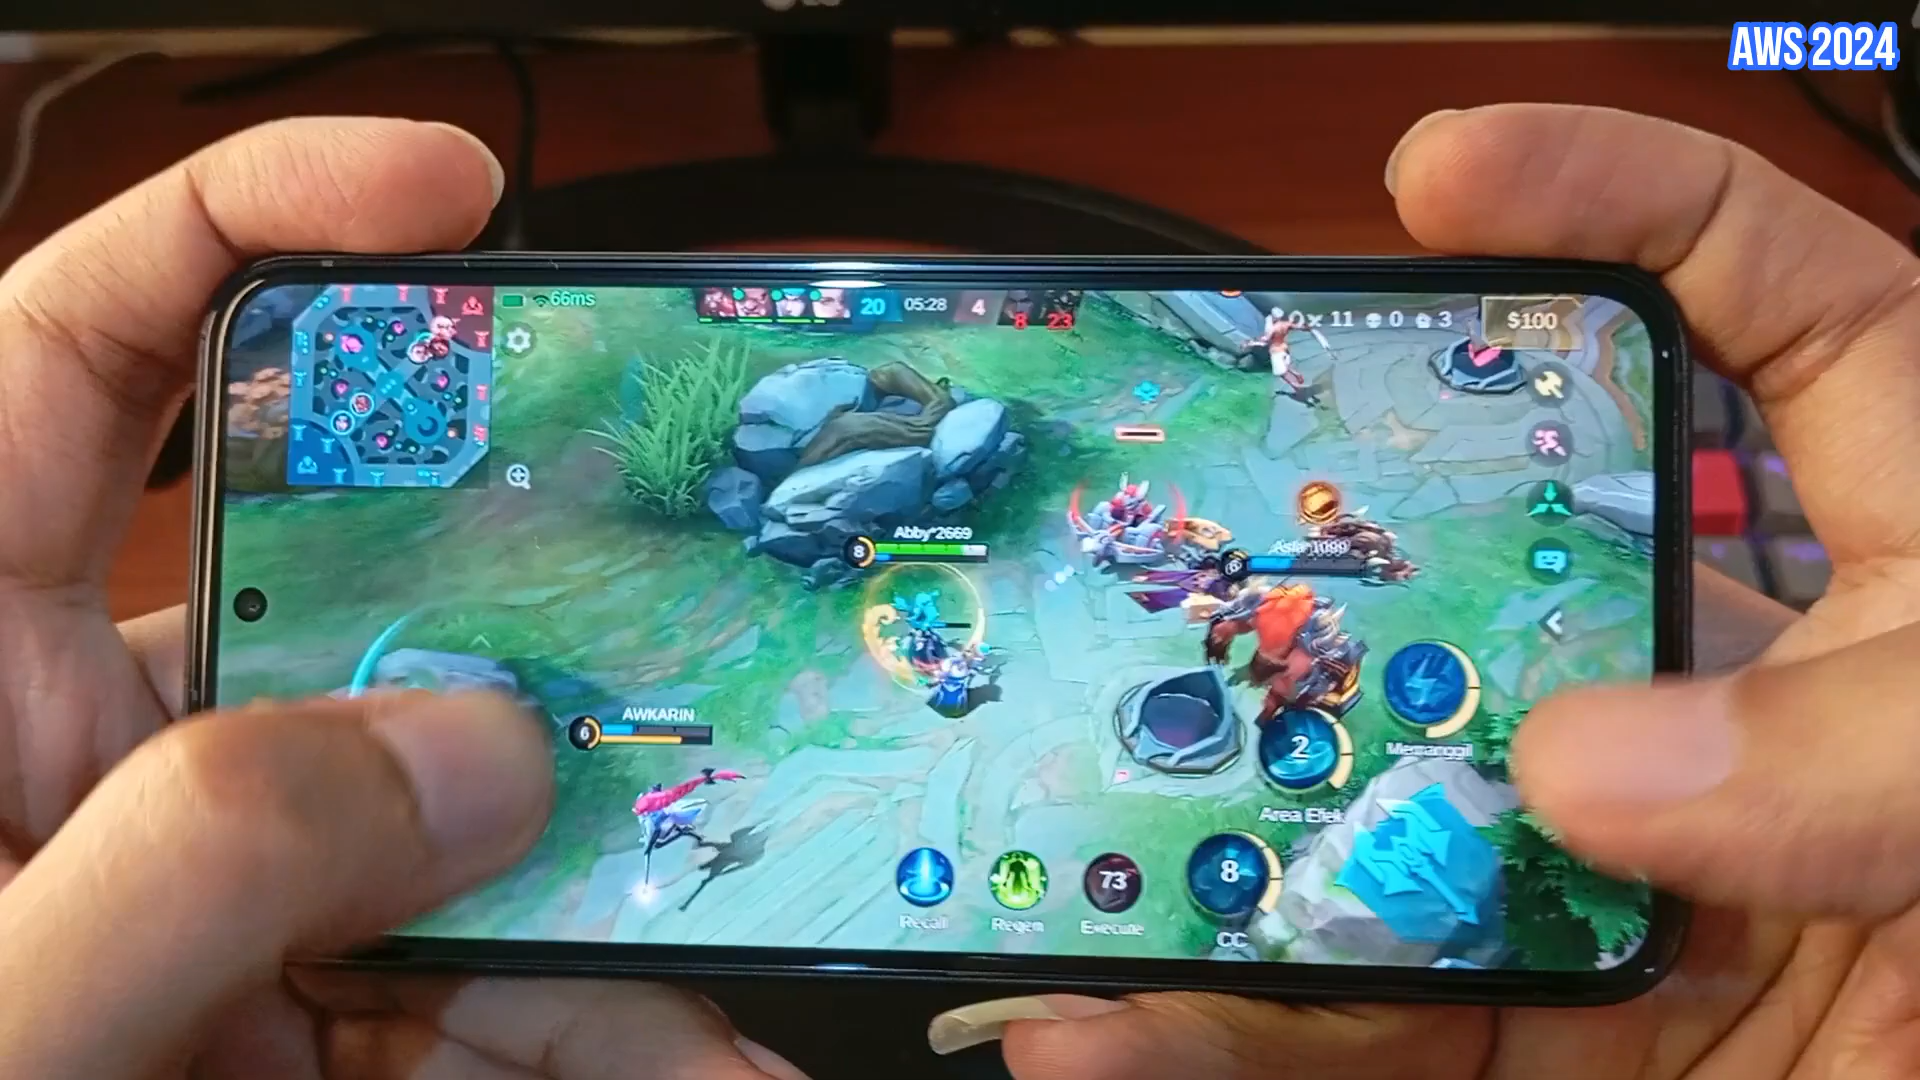 AWS 2024
66ms
20 05:28 4
8 23
11 0 3
$100
Abby*2669
8
Asia*1099
AWKARIN
6
Memanggil
2
Area Efek
73
8
Recall
Regen
Execute
CC